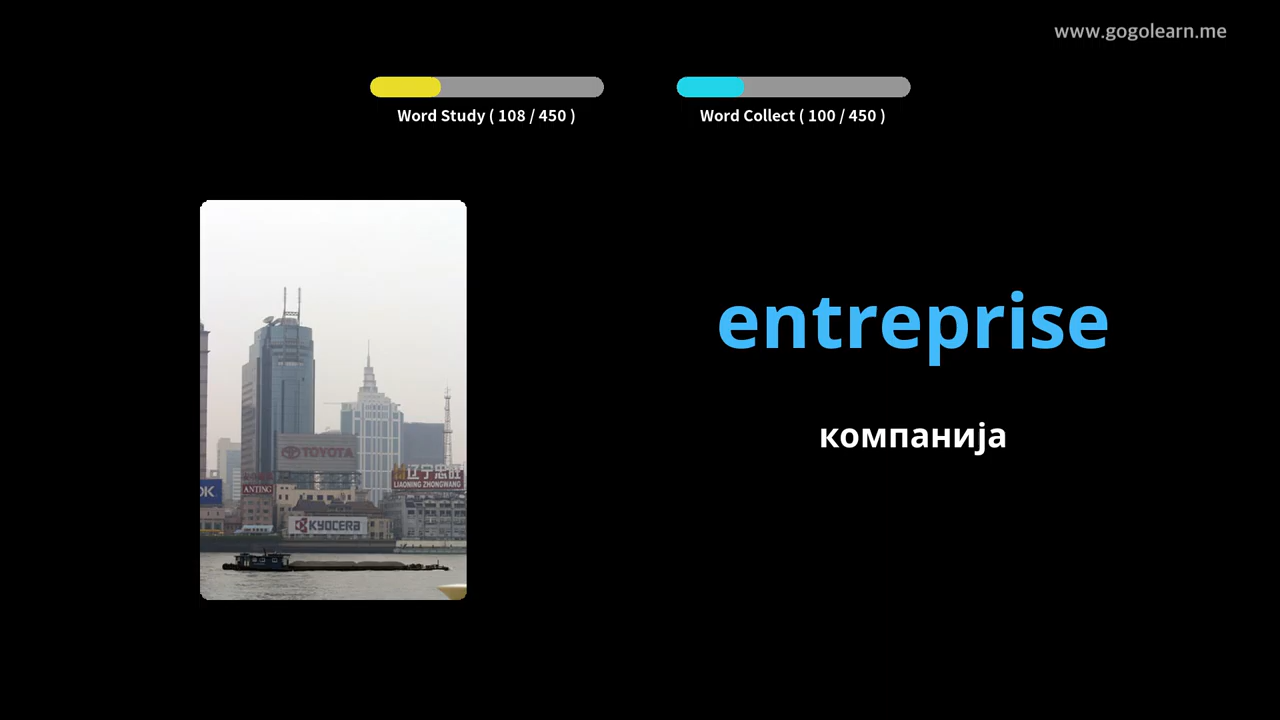 www.gogolearn.me
Word Study ( 108 / 450 )
Word Collect ( 100 / 450 )
entreprise
компанија
TOYOTA
OK
ANTING
辽宁忠旺
LIAONING ZHONGWANG
KYOCERA